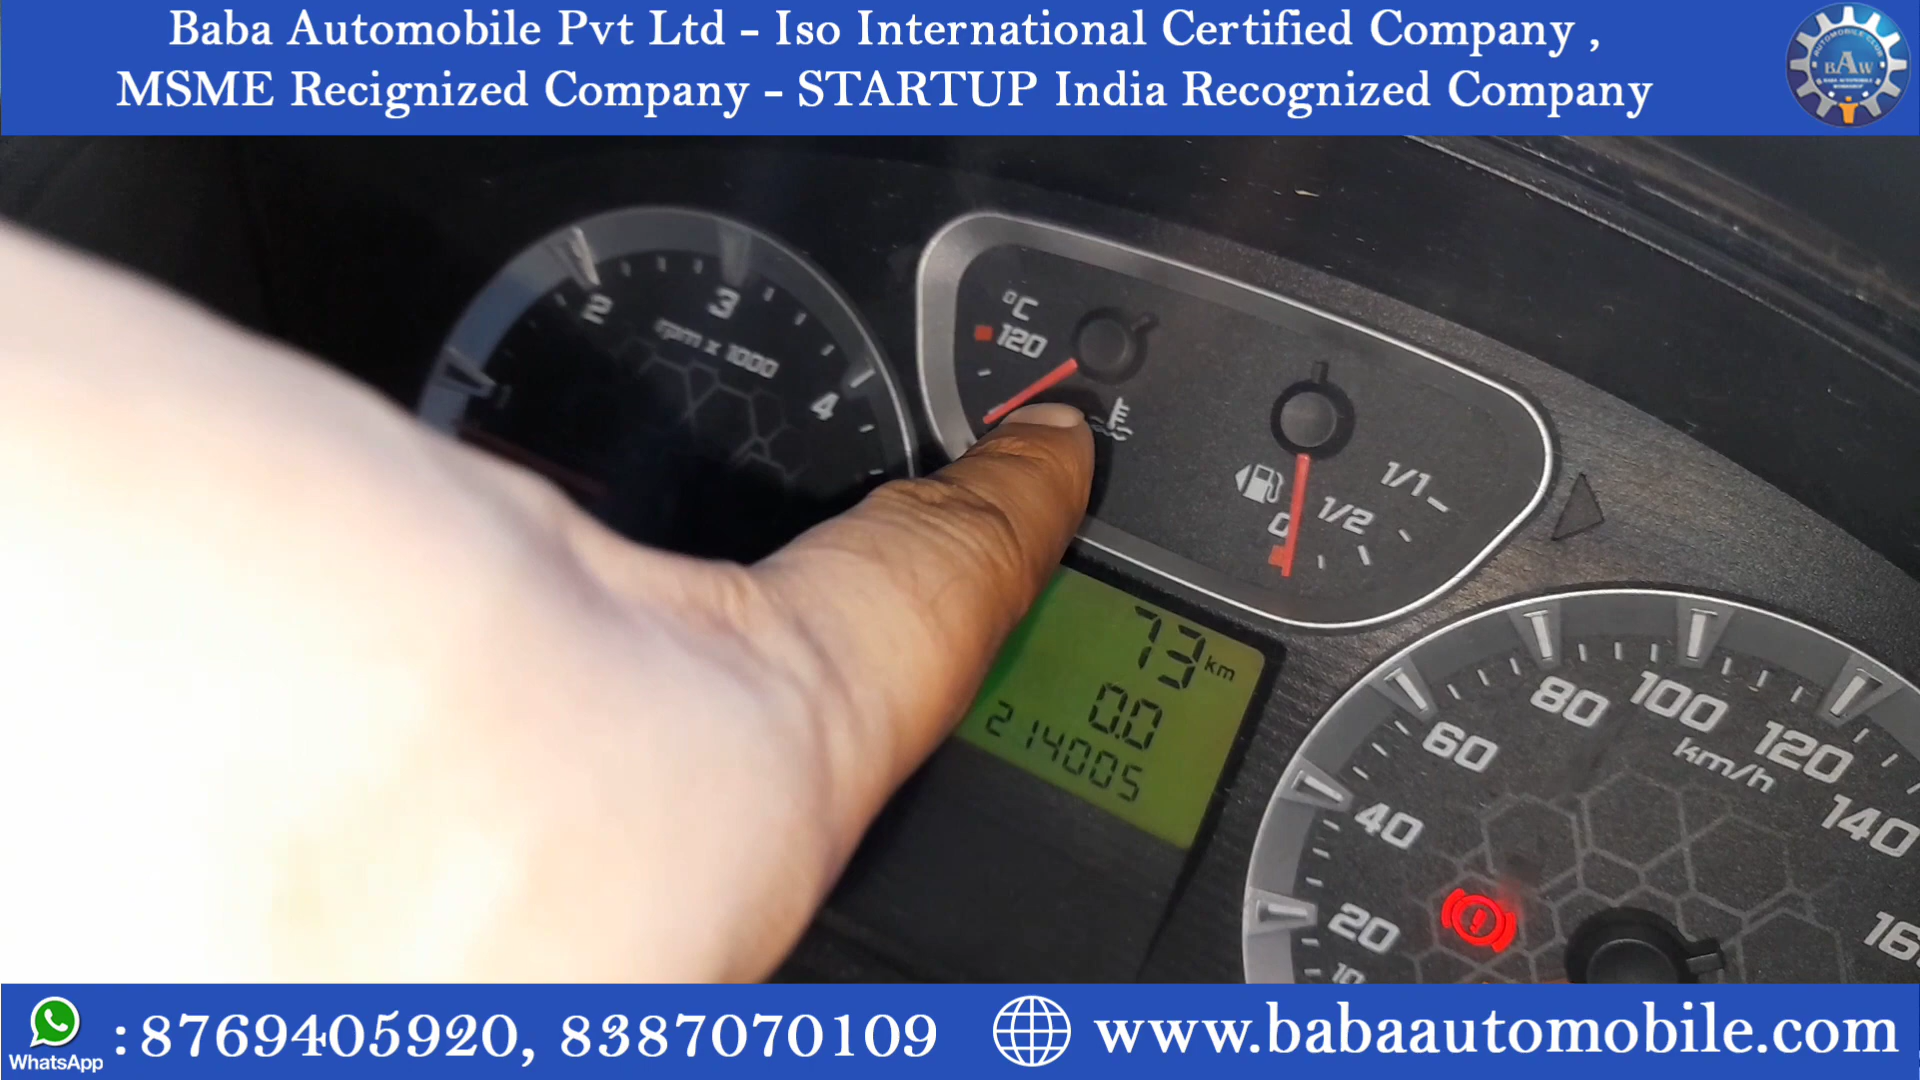 Baba Automobile Pvt Ltd - Iso International Certified Company ,
MSME Recignized Company - STARTUP India Recognized Company
BAW
2
3
4
rpm x 1000
°C
120
0
1/2
1/1
73 km
0.0
214005
10
20
40
60
80
100
120
140
km/h
WhatsApp
: 8769405920, 8387070109
www.babaautomobile.com